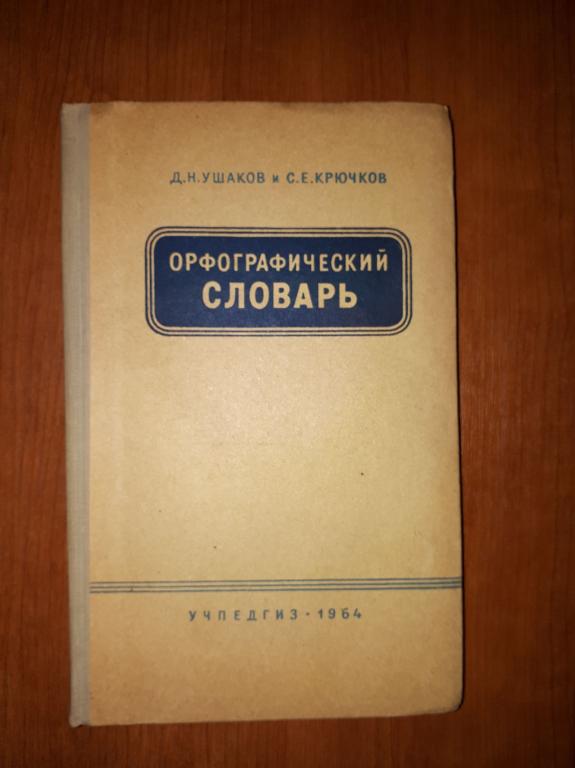 Д.Н.УШАКОВ и С.Е.КРЮЧКОВ
ОРФОГРАФИЧЕСКИЙ
СЛОВАРЬ
УЧПЕДГИЗ · 1964